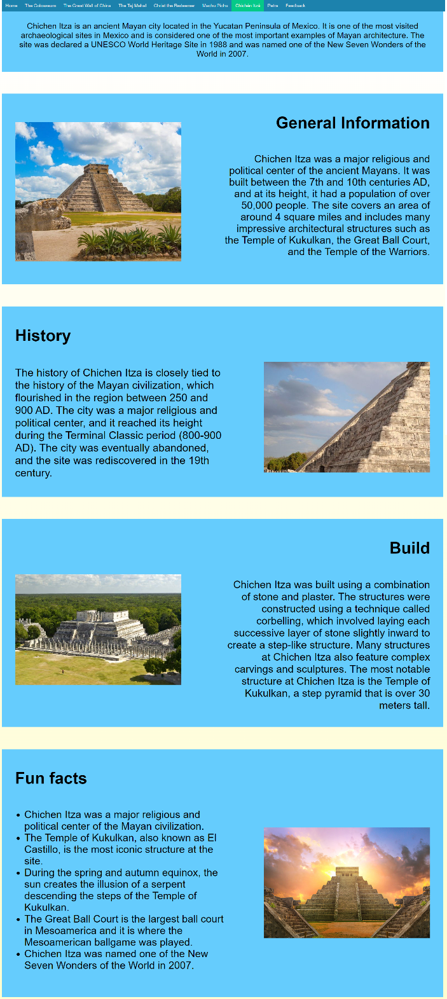 Home The Colosseum The Great Wall of China The Taj Mahal Christ the Redeemer Machu Pichu Chichén Itzá Petra Feedback
Chichen Itza is an ancient Mayan city located in the Yucatan Peninsula of Mexico. It is one of the most visited
archaeological sites in Mexico and is considered one of the most important examples of Mayan architecture. The
site was declared a UNESCO World Heritage Site in 1988 and was named one of the New Seven Wonders of the
World in 2007.
General Information
Chichen Itza was a major religious and
political center of the ancient Mayans. It was
built between the 7th and 10th centuries AD,
and at its height, it had a population of over
50,000 people. The site covers an area of
around 4 square miles and includes many
impressive architectural structures such as
the Temple of Kukulkan, the Great Ball Court,
and the Temple of the Warriors.
History
The history of Chichen Itza is closely tied to
the history of the Mayan civilization, which
flourished in the region between 250 and
900 AD. The city was a major religious and
political center, and it reached its height
during the Terminal Classic period (800-900
AD). The city was eventually abandoned,
and the site was rediscovered in the 19th
century.
Build
Chichen Itza was built using a combination
of stone and plaster. The structures were
constructed using a technique called
corbelling, which involved laying each
successive layer of stone slightly inward to
create a step-like structure. Many structures
at Chichen Itza also feature complex
carvings and sculptures. The most notable
structure at Chichen Itza is the Temple of
Kukulkan, a step pyramid that is over 30
meters tall.
Fun facts
• Chichen Itza was a major religious and
political center of the Mayan civilization.
• The Temple of Kukulkan, also known as El
Castillo, is the most iconic structure at the
site.
• During the spring and autumn equinox, the
sun creates the illusion of a serpent
descending the steps of the Temple of
Kukulkan.
• The Great Ball Court is the largest ball court
in Mesoamerica and it is where the
Mesoamerican ballgame was played.
• Chichen Itza was named one of the New
Seven Wonders of the World in 2007.